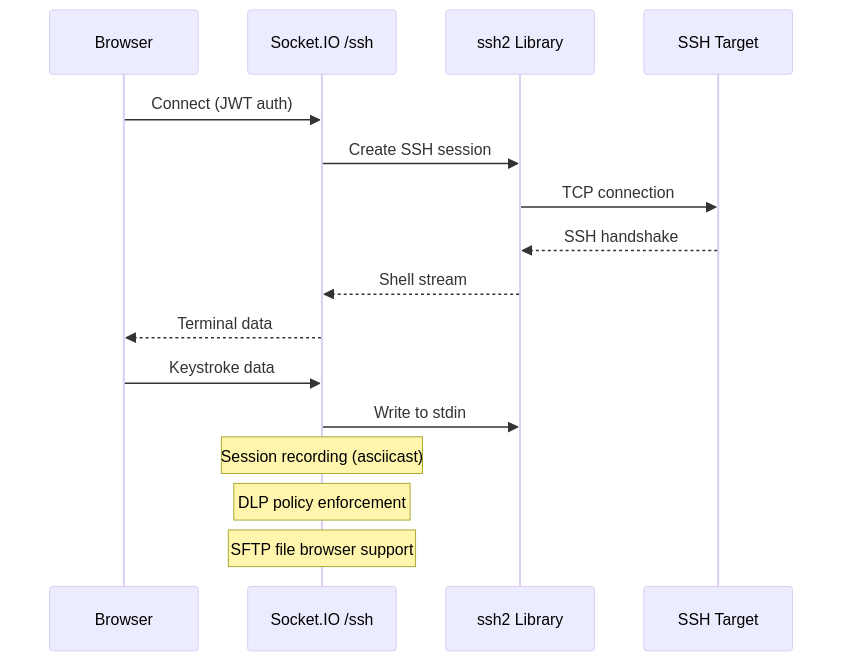 Browser
Socket.IO /ssh
ssh2 Library
SSH Target
Connect (JWT auth)
Create SSH session
TCP connection
SSH handshake
Shell stream
Terminal data
Keystroke data
Write to stdin
Session recording (asciicast)
DLP policy enforcement
SFTP file browser support
Browser
Socket.IO /ssh
ssh2 Library
SSH Target